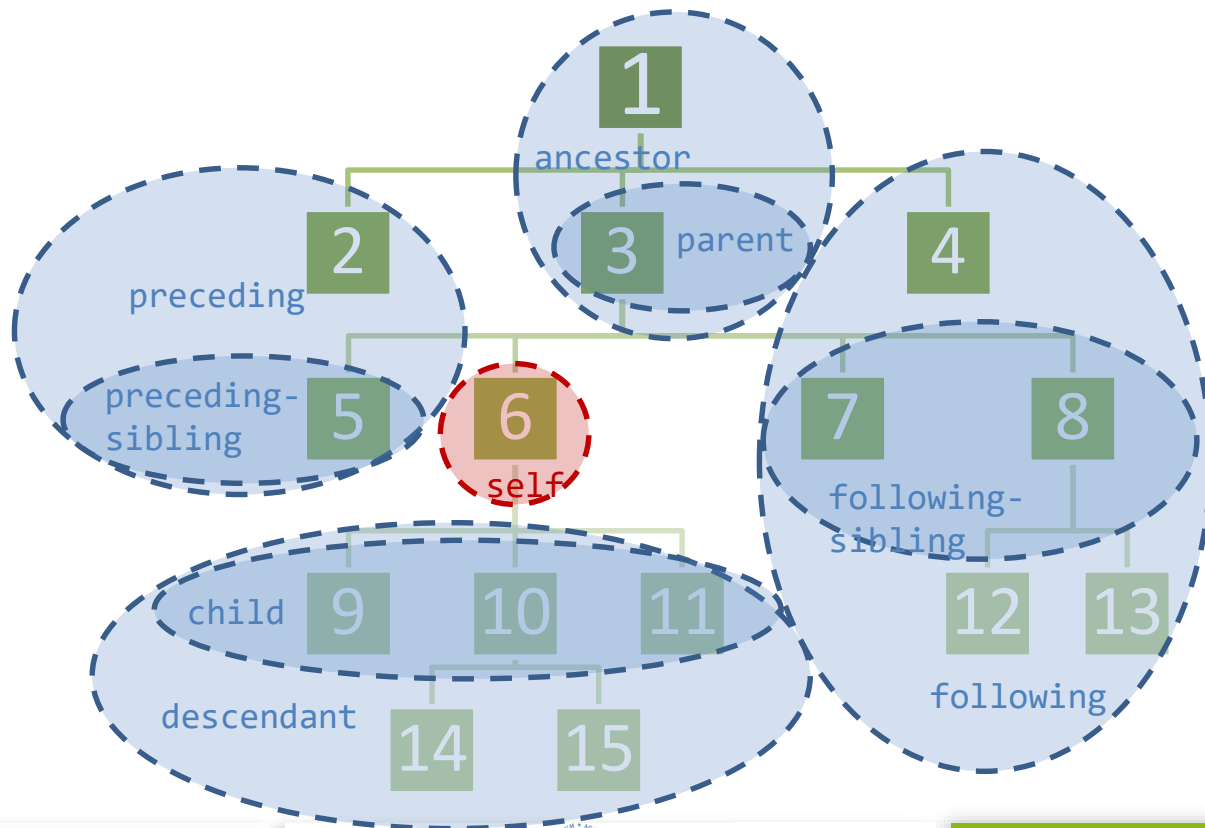 1
ancestor
2
3
parent
4
preceding
preceding-
sibling
5
6
self
7
8
following-
sibling
child
9
10
11
12
13
descendant
following
14
15